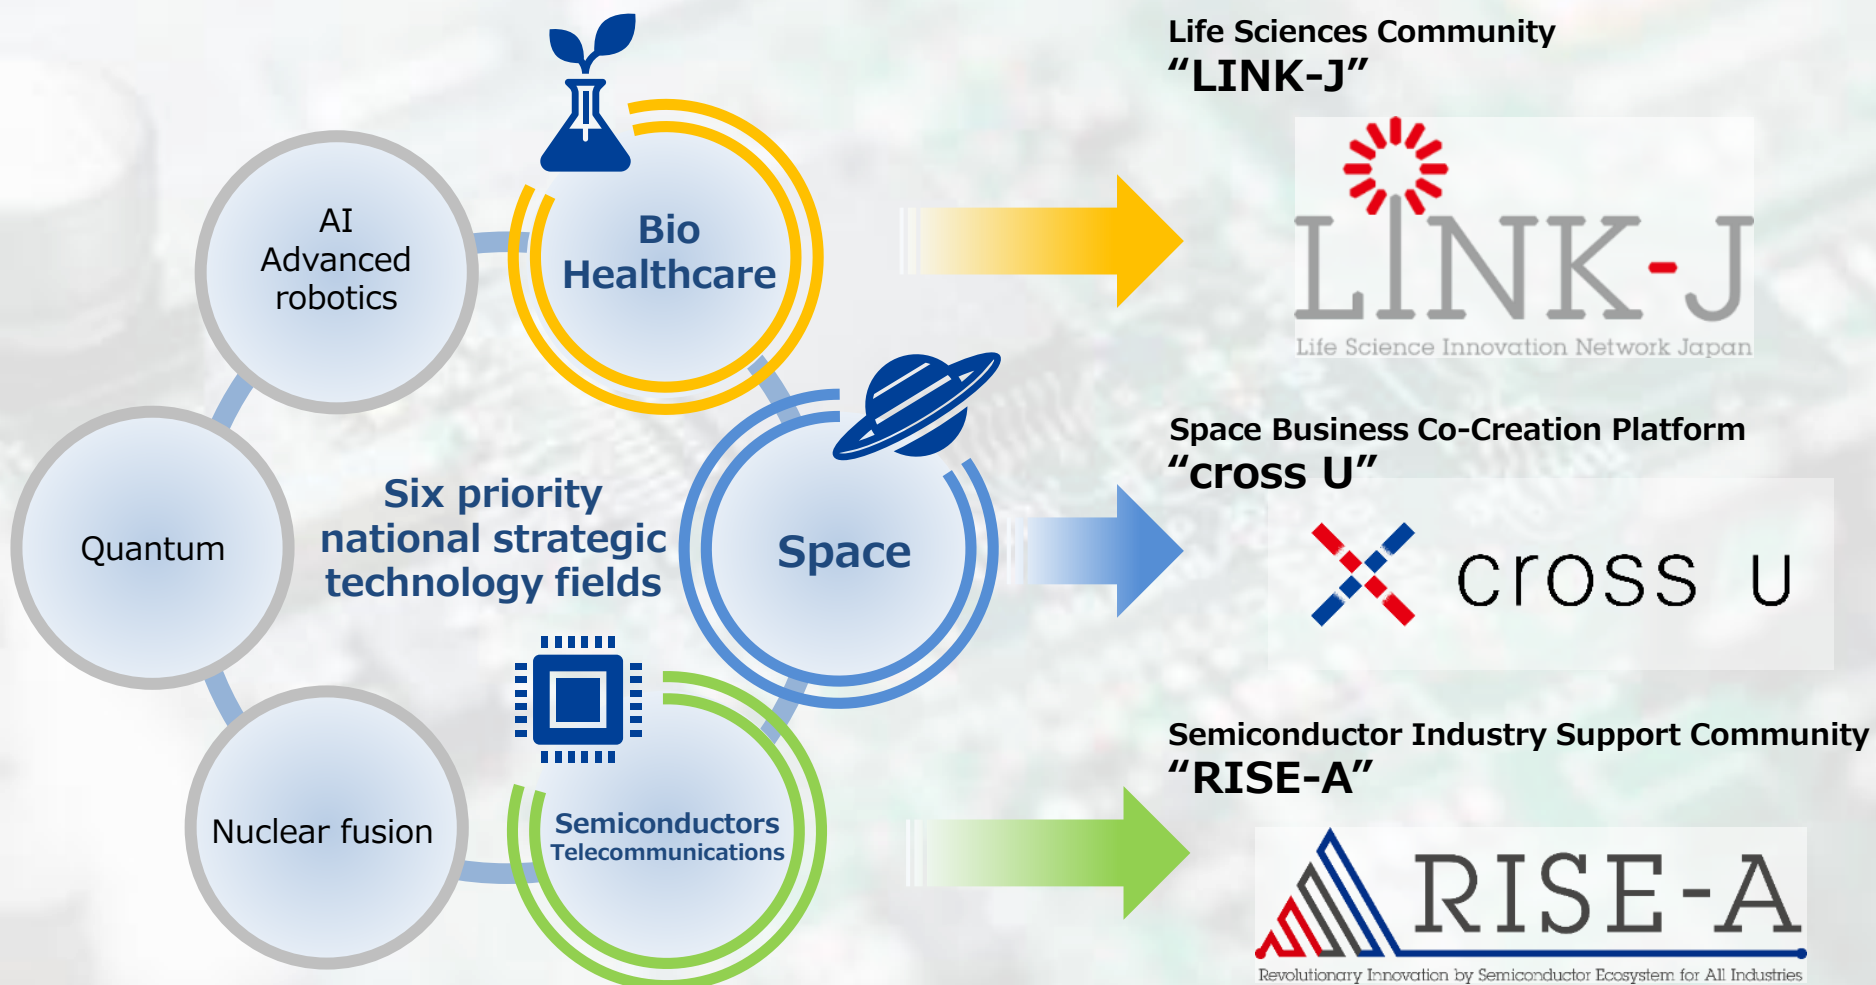 AI
Advanced
robotics
Bio
Healthcare
Quantum
Six priority
national strategic
technology fields
Space
Nuclear fusion
Semiconductors
Telecommunications
Life Sciences Community
“LINK-J”
LINK-J
Life Science Innovation Network Japan
Space Business Co-Creation Platform
“cross U”
cross U
Semiconductor Industry Support Community
“RISE-A”
RISE-A
Revolutionary Innovation by Semiconductor Ecosystem for All Industries